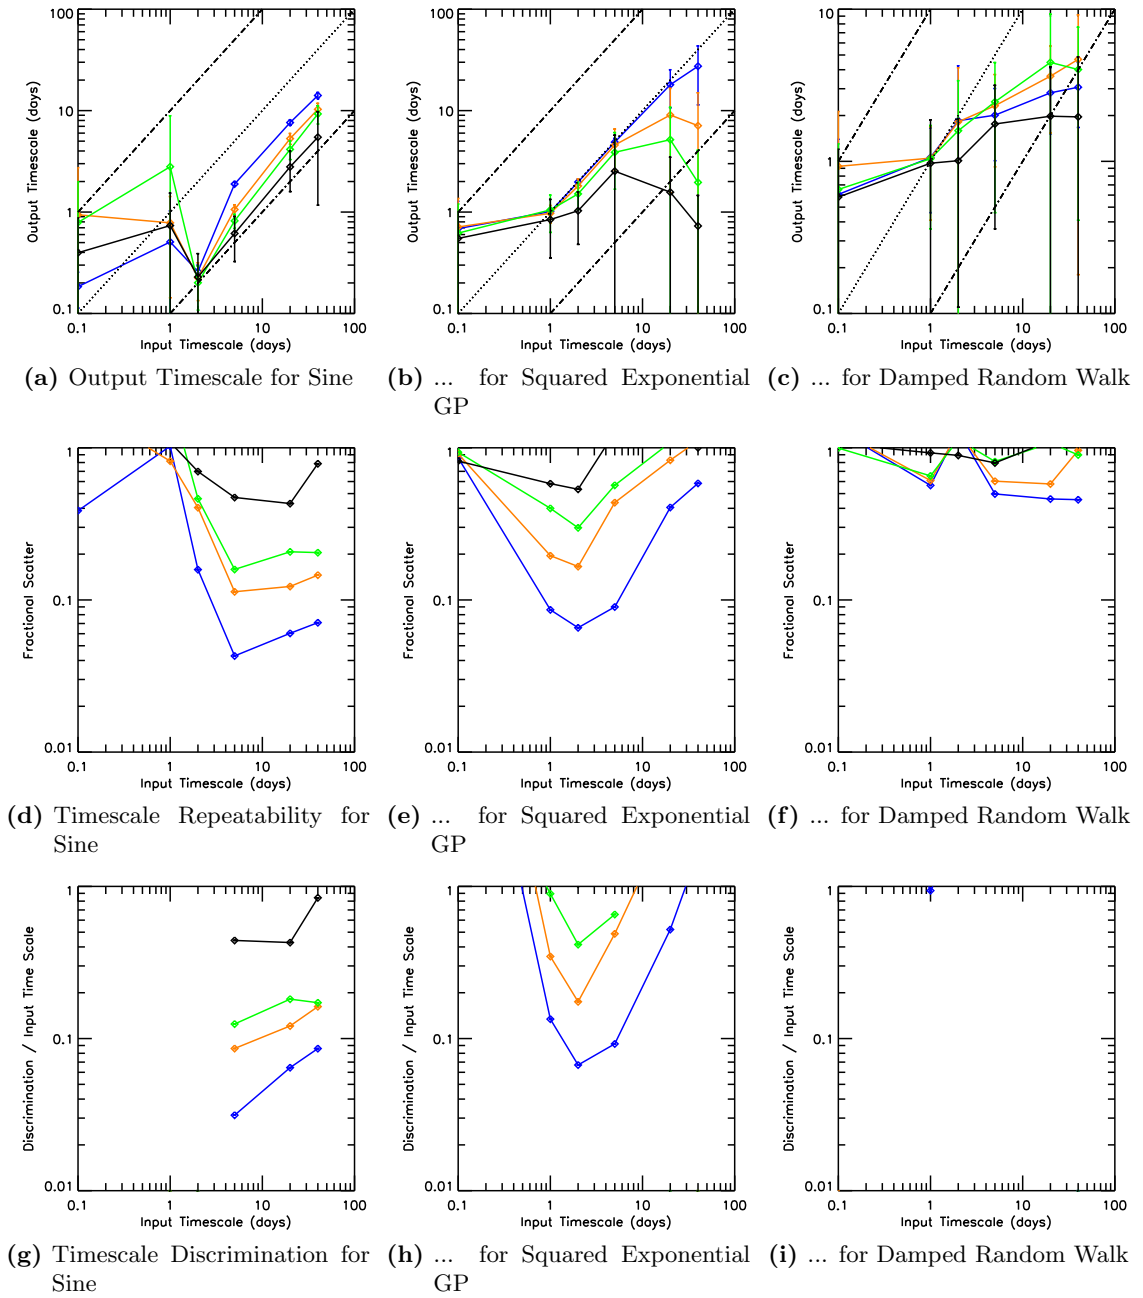 100
10
1
0.1
Output Timescale (days)
0.1 1 10 100
Input Timescale (days)
100
10
1
0.1
Output Timescale (days)
0.1 1 10 100
Input Timescale (days)
10
1
0.1
Output Timescale (days)
0.1 1 10 100
Input Timescale (days)
(a) Output Timescale for Sine
(b) ... for Squared Exponential
GP
(c) ... for Damped Random Walk
1
0.1
0.01
Fractional Scatter
0.1 1 10 100
Input Timescale (days)
1
0.1
0.01
Fractional Scatter
0.1 1 10 100
Input Timescale (days)
1
0.1
0.01
Fractional Scatter
0.1 1 10 100
Input Timescale (days)
(d) Timescale Repeatability for
Sine
(e) ... for Squared Exponential
GP
(f) ... for Damped Random Walk
1
0.1
0.01
Discrimination / Input Time Scale
0.1 1 10 100
Input Timescale (days)
1
0.1
0.01
Discrimination / Input Time Scale
0.1 1 10 100
Input Timescale (days)
1
0.1
0.01
Discrimination / Input Time Scale
0.1 1 10 100
Input Timescale (days)
(g) Timescale Discrimination for
Sine
(h) ... for Squared Exponential
GP
(i) ... for Damped Random Walk